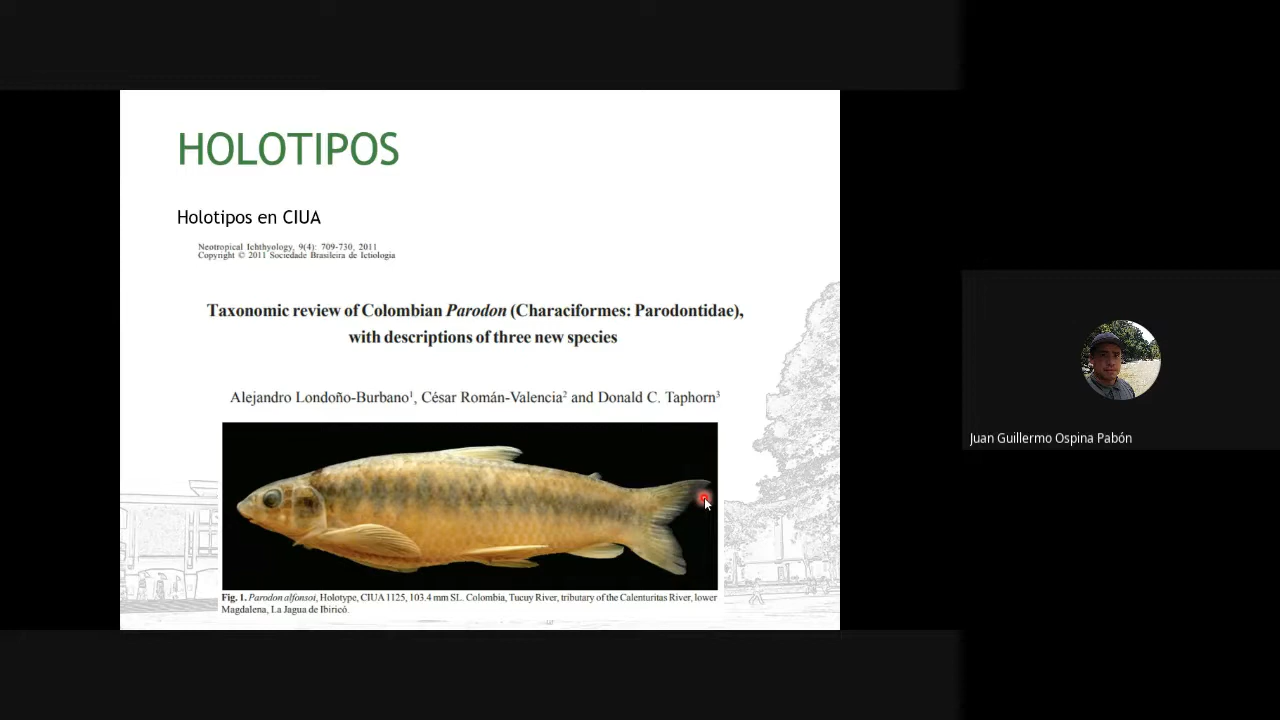 HOLOTIPOS
Holotipos en CIUA
Neotropical Ichthyology, 9(4): 709-730, 2011
Copyright © 2011 Sociedade Brasileira de Ictiologia
Taxonomic review of Colombian Parodon (Characiformes: Parodontidae),
with descriptions of three new species
Alejandro Londoño-Burbano¹, César Román-Valencia² and Donald C. Taphorn³
Fig. 1. Parodon alfonsoi, Holotype, CIUA 1125, 103.4 mm SL. Colombia, Tucuy River, tributary of the Calenturitas River, lower
Magdalena, La Jagua de Ibiricó.
Juan Guillermo Ospina Pabón